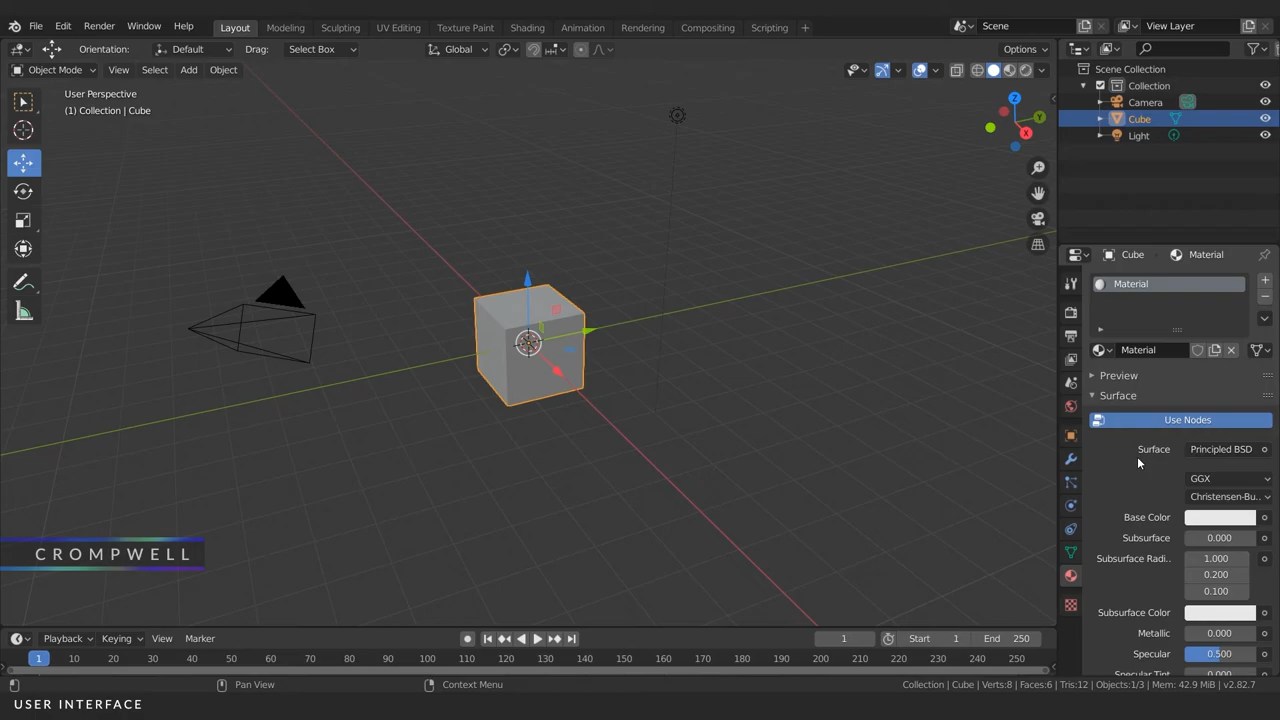 File Edit Render Window Help Layout Modeling Sculpting UV Editing Texture Paint Shading Animation Rendering Compositing Scripting + Scene View Layer
Orientation: Default Drag: Select Box Global Options
Object Mode View Select Add Object
User Perspective
(1) Collection | Cube
Z
Y
X
Scene Collection
Collection
Camera
Cube
Light
Cube Material
Material
Material
Preview
Surface
Use Nodes
Surface Principled BSD
GGX
Christensen-Bu..
Base Color
Subsurface 0.000
Subsurface Radi.. 1.000
0.200
0.100
Subsurface Color
Metallic 0.000
Specular 0.500
Specular Tint 0.000
CROMPWELL
Playback Keying View Marker 1 Start 1 End 250
1 10 20 30 40 50 60 70 80 90 100 110 120 130 140 150 160 170 180 190 200 210 220 230 240 250
Pan View Context Menu Collection | Cube | Verts:8 | Faces:6 | Tris:12 | Objects:1/3 | Mem: 42.9 MiB | v2.82.7
USER INTERFACE